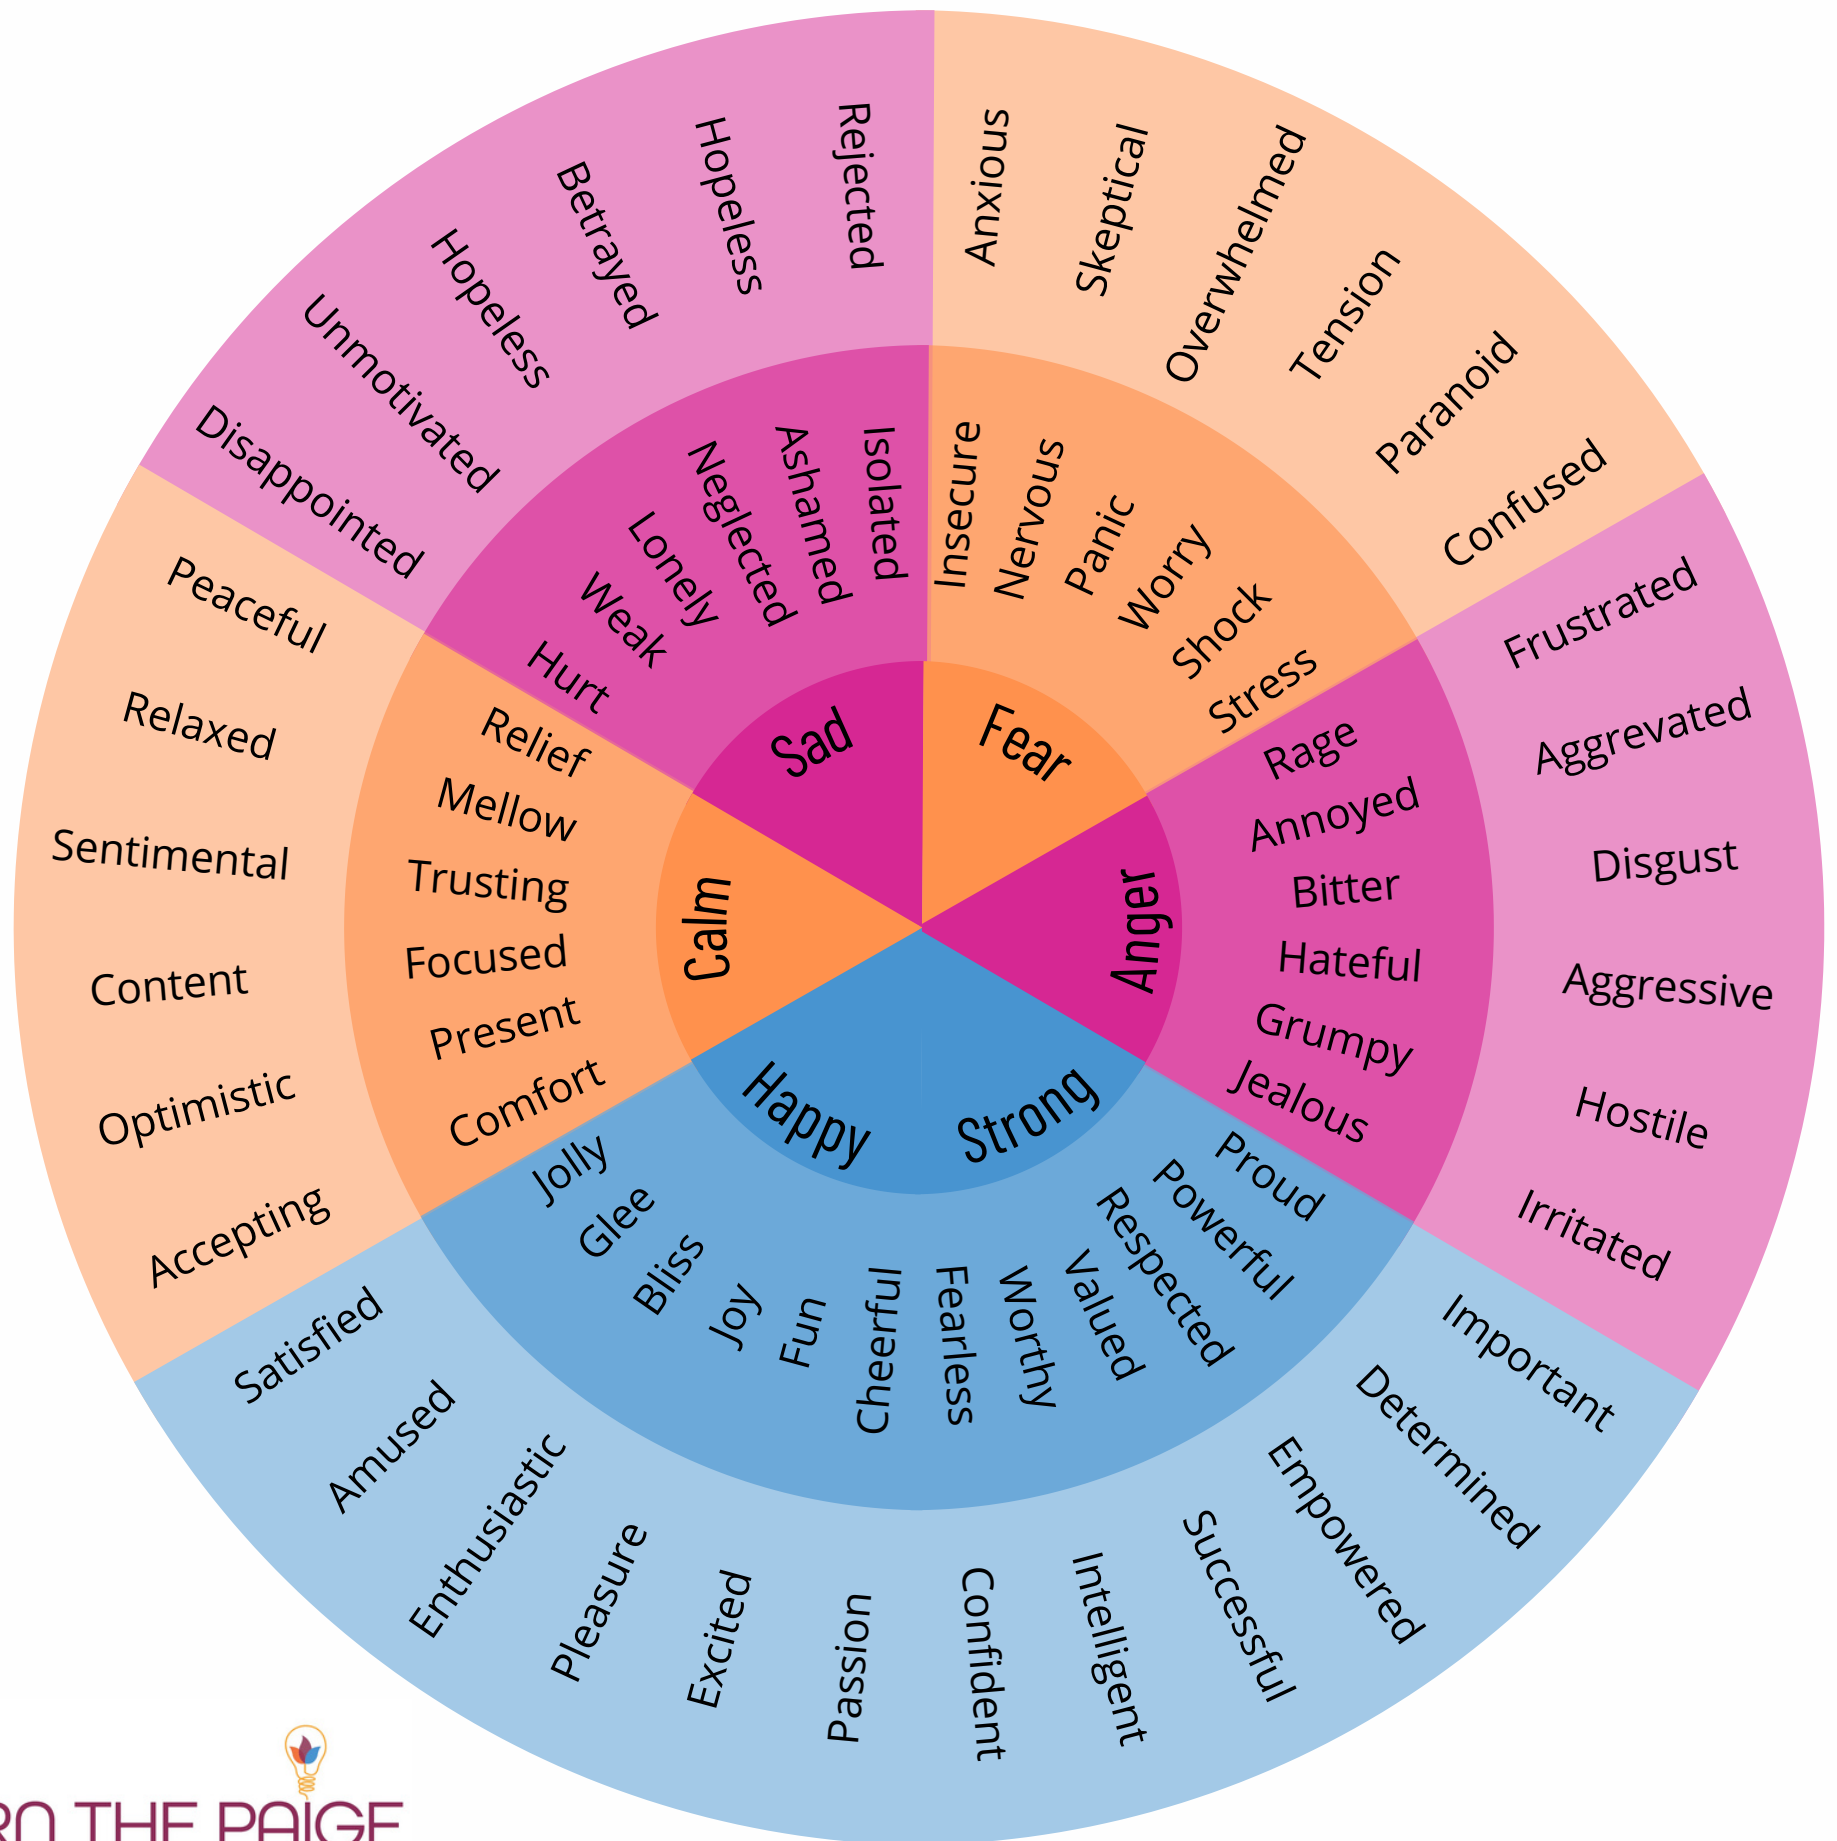 Sad
Fear
Anger
Strong
Happy
Calm
Isolated
Ashamed
Neglected
Lonely
Weak
Hurt
Rejected
Hopeless
Betrayed
Hopeless
Unmotivated
Disappointed
Insecure
Nervous
Panic
Worry
Shock
Stress
Anxious
Skeptical
Overwhelmed
Tension
Paranoid
Confused
Rage
Annoyed
Bitter
Hateful
Grumpy
Jealous
Frustrated
Aggrevated
Disgust
Aggressive
Hostile
Irritated
Proud
Powerful
Respected
Valued
Worthy
Fearless
Important
Determined
Empowered
Successful
Intelligent
Confident
Cheerful
Fun
Joy
Bliss
Glee
Jolly
Passion
Excited
Pleasure
Enthusiastic
Amused
Satisfied
Comfort
Present
Focused
Trusting
Mellow
Relief
Accepting
Optimistic
Content
Sentimental
Relaxed
Peaceful
RN THE PAIGE